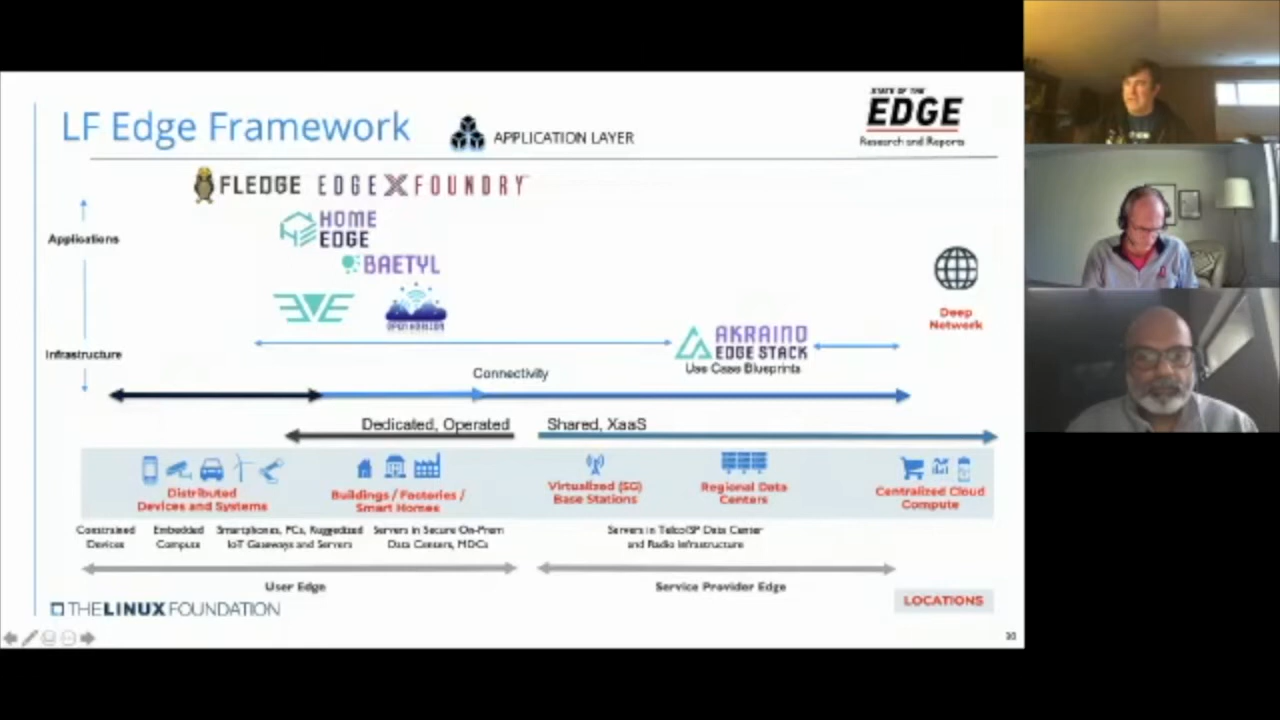 LF Edge Framework
APPLICATION LAYER
STATE OF THE
EDGE
Research and Reports
FLEDGE
EDGE X FOUNDRY
Applications
HOME
EDGE
BAETYL
OPEN HORIZON
Deep
Network
Infrastructure
AKRAINO
EDGE STACK
Use Case Blueprints
Connectivity
Dedicated, Operated
Shared, XaaS
Distributed
Devices and Systems
Buildings / Factories /
Smart Homes
Virtualized (5G)
Base Stations
Regional Data
Centers
Centralized Cloud
Compute
Constrained
Devices
Embedded
Compute
Smartphones, PCs, Ruggedized
IoT Gateways and Servers
Servers in Secure On-Prem
Data Centers, MDCs
Servers in Telco/ISP Data Center
and Radio Infrastructure
User Edge
Service Provider Edge
THE LINUX FOUNDATION
LOCATIONS